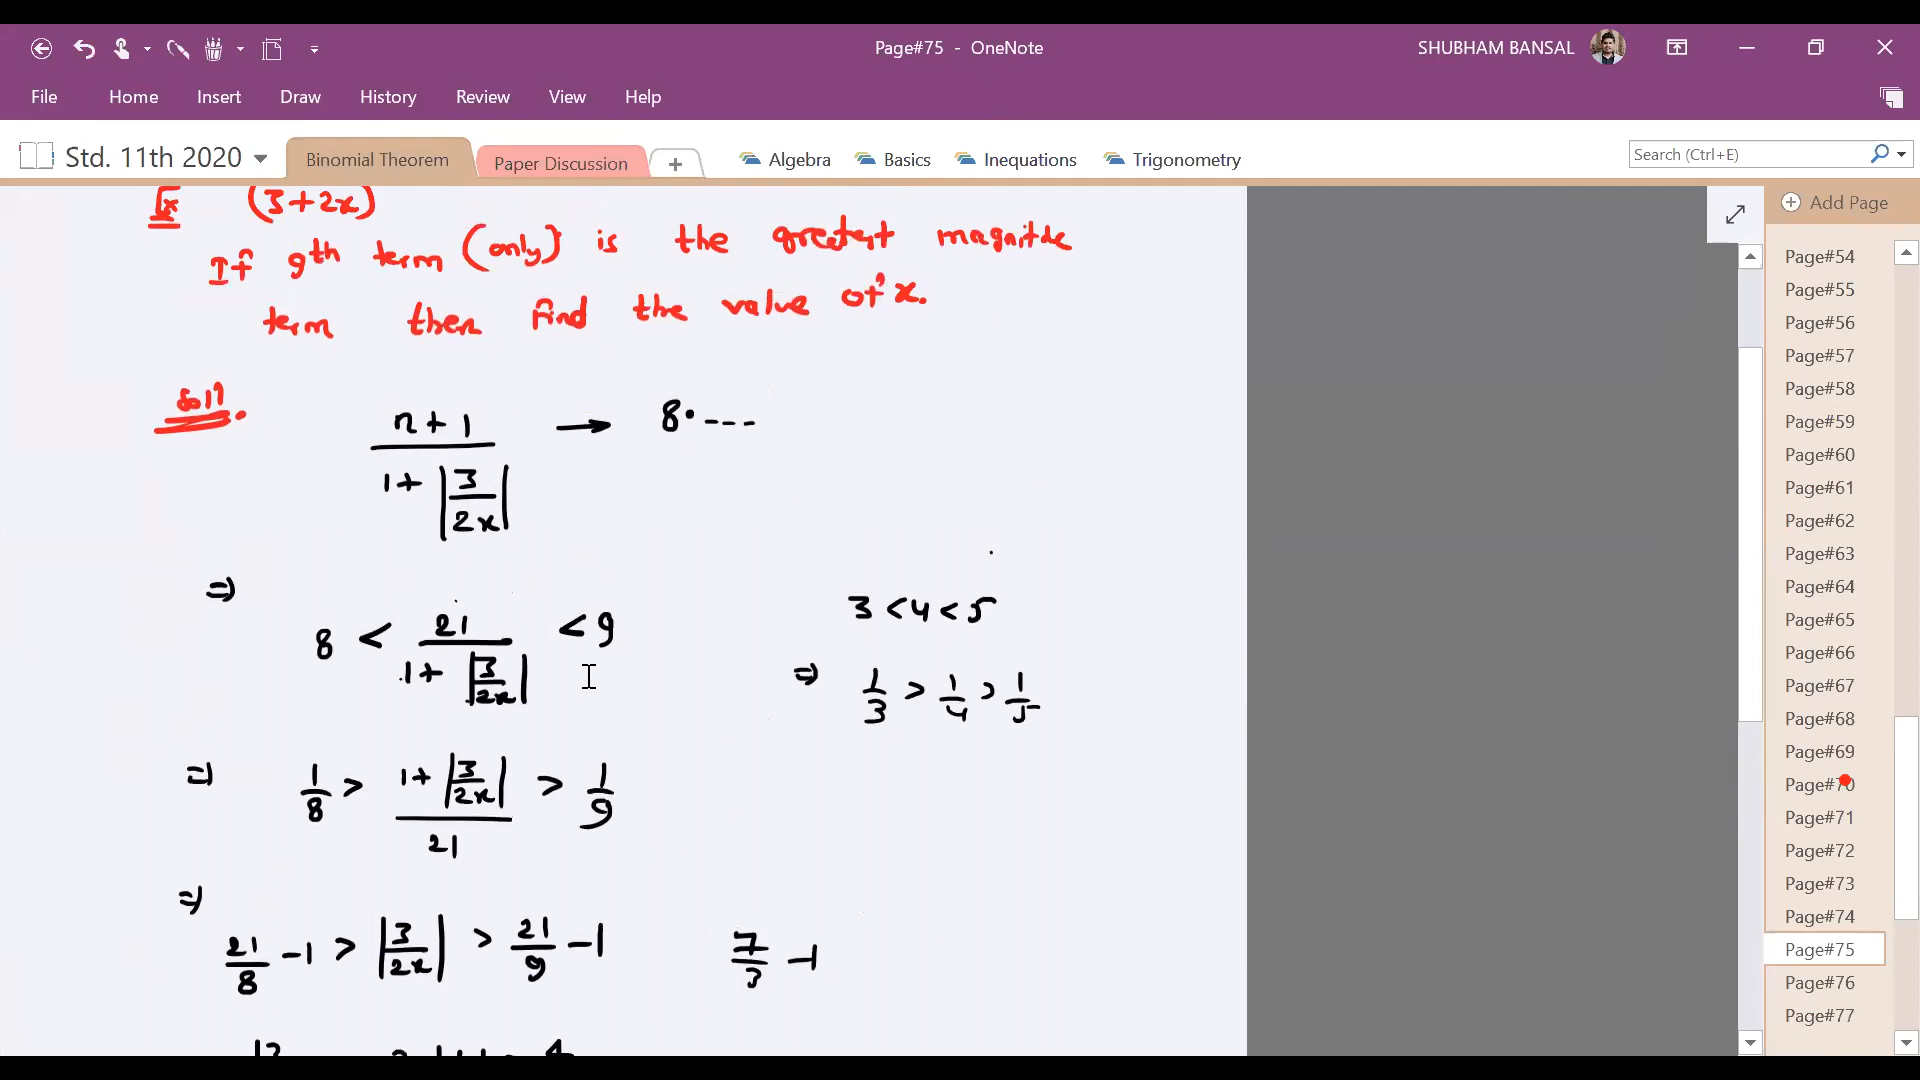 Page#75 - OneNote
SHUBHAM BANSAL
File Home Insert Draw History Review View Help
Std. 11th 2020
Binomial Theorem
Paper Discussion
+
Algebra
Basics
Inequations
Trigonometry
Search (Ctrl+E)
Add Page
(3+2x)
If 9th term (only) is the greatest magnitde
term then find the value of x.
Sol.
n+1 / 1+|3/2x| → 8.---
=> 8 < 21 / 1+|3/2x| < 9
3 < 4 < 5
=> 1/3 > 1/4 > 1/5
=> 1/8 > 1+|3/2x| / 21 > 1/9
=> 21/8 -1 > |3/2x| > 21/9 -1
7/3 -1
Page#54
Page#55
Page#56
Page#57
Page#58
Page#59
Page#60
Page#61
Page#62
Page#63
Page#64
Page#65
Page#66
Page#67
Page#68
Page#69
Page#70
Page#71
Page#72
Page#73
Page#74
Page#75
Page#76
Page#77